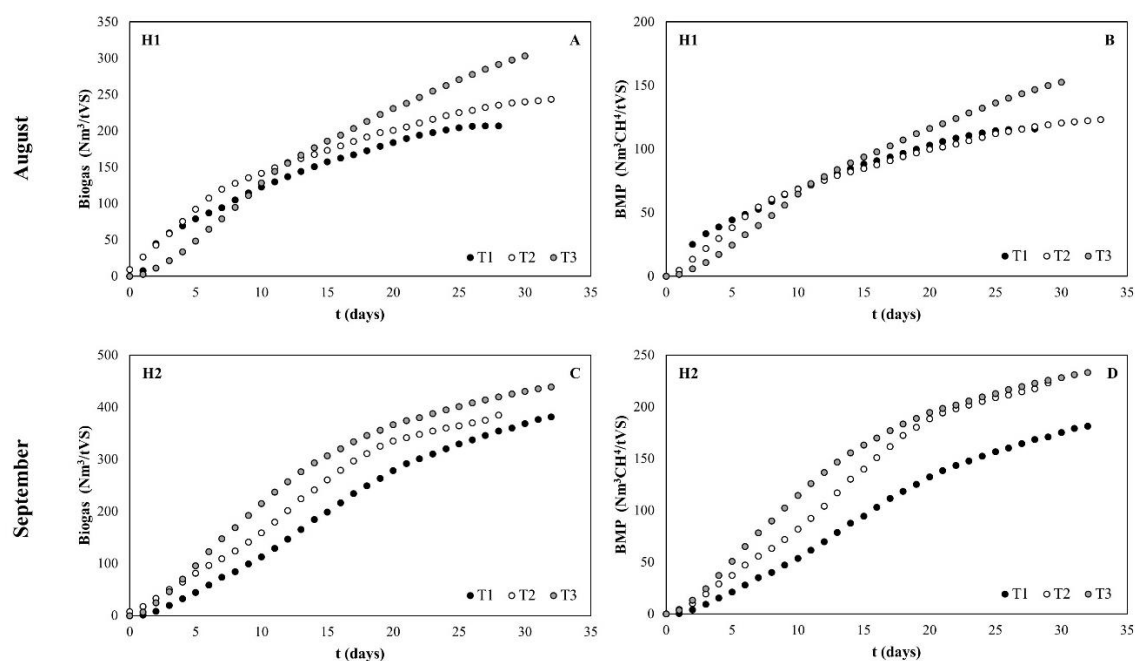 August
H1
A
Biogas (Nm³/tVS)
350
300
250
200
150
100
50
0
0 5 10 15 20 25 30 35
t (days)
T1 T2 T3
H1
B
BMP (Nm³CH⁴/tVS)
200
150
100
50
0
0 5 10 15 20 25 30 35
t (days)
T1 T2 T3
September
H2
C
Biogas (Nm³/tVS)
500
400
300
200
100
0
0 5 10 15 20 25 30 35
t (days)
T1 T2 T3
H2
D
BMP (Nm³CH⁴/tVS)
250
200
150
100
50
0
0 5 10 15 20 25 30 35
t (days)
T1 T2 T3